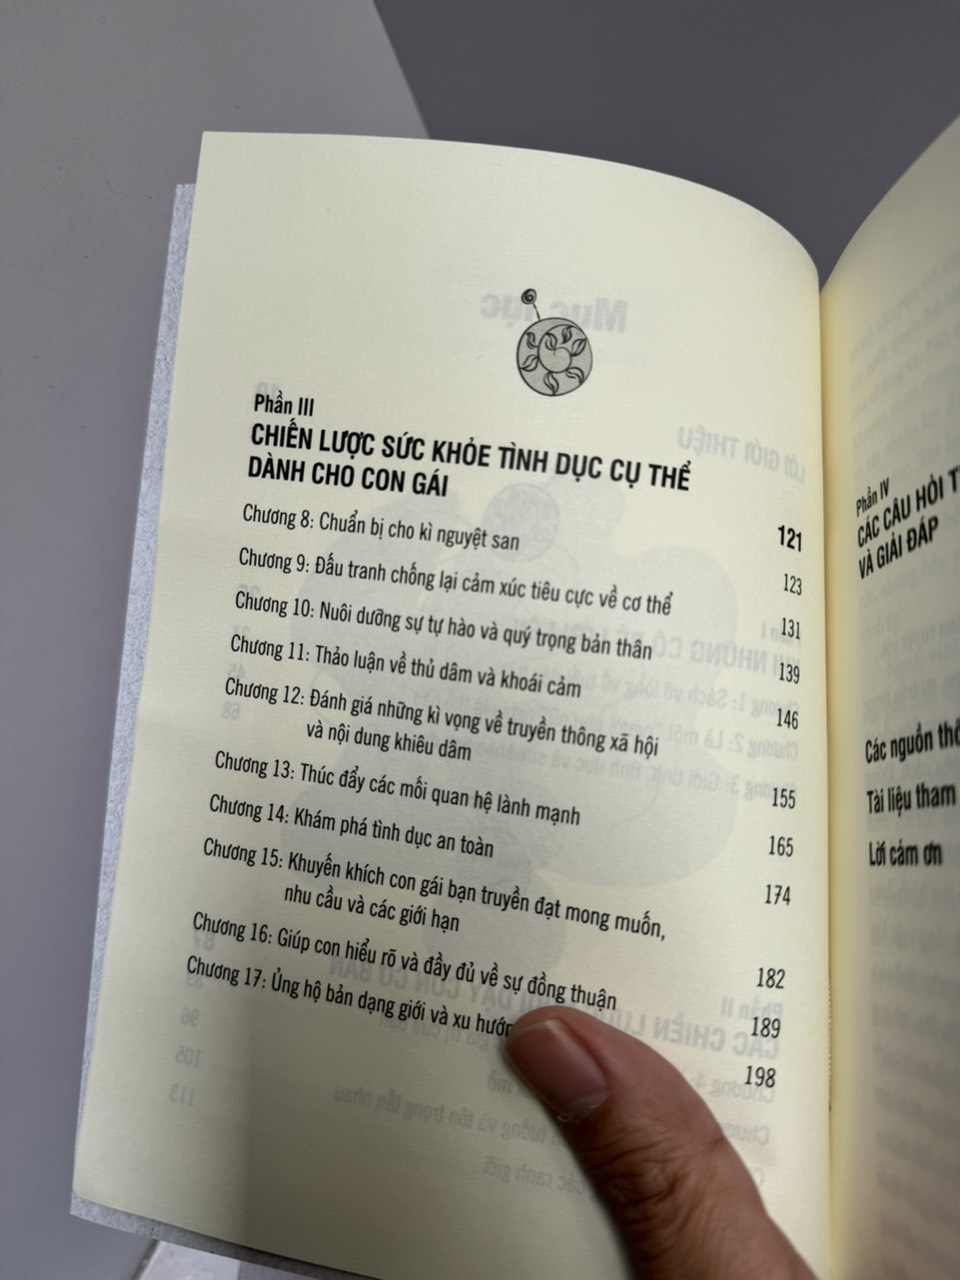 Phần III
CHIẾN LƯỢC SỨC KHỎE TÌNH DỤC CỤ THỂ
DÀNH CHO CON GÁI 121
Chương 8: Chuẩn bị cho kì nguyệt san 123
Chương 9: Đấu tranh chống lại cảm xúc tiêu cực về cơ thể 131
Chương 10: Nuôi dưỡng sự tự hào và quý trọng bản thân 139
Chương 11: Thảo luận về thủ dâm và khoái cảm 146
Chương 12: Đánh giá những kì vọng về truyền thông xã hội
và nội dung khiêu dâm 155
Chương 13: Thúc đẩy các mối quan hệ lành mạnh 165
Chương 14: Khám phá tình dục an toàn 174
Chương 15: Khuyến khích con gái bạn truyền đạt mong muốn,
nhu cầu và các giới hạn 182
Chương 16: Giúp con hiểu rõ và đầy đủ về sự đồng thuận 189
Chương 17: Ủng hộ bản dạng giới và xu 198
Phần IV
CÁC CÂU HỎI
VÀ GIẢI ĐÁP
Các nguồn
Tài liệu tham
Lời cảm ơn